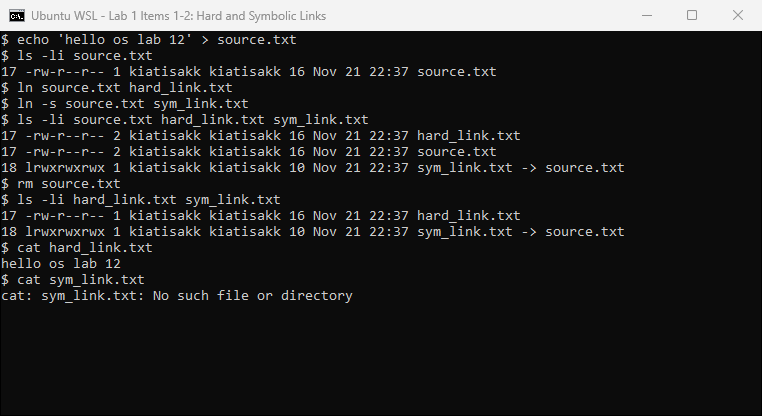 Ubuntu WSL - Lab 1 Items 1-2: Hard and Symbolic Links
$ echo 'hello os lab 12' > source.txt
$ ls -li source.txt
17 -rw-r--r-- 1 kiatisakk kiatisakk 16 Nov 21 22:37 source.txt
$ ln source.txt hard_link.txt
$ ln -s source.txt sym_link.txt
$ ls -li source.txt hard_link.txt sym_link.txt
17 -rw-r--r-- 2 kiatisakk kiatisakk 16 Nov 21 22:37 hard_link.txt
17 -rw-r--r-- 2 kiatisakk kiatisakk 16 Nov 21 22:37 source.txt
18 lrwxrwxrwx 1 kiatisakk kiatisakk 10 Nov 21 22:37 sym_link.txt -> source.txt
$ rm source.txt
$ ls -li hard_link.txt sym_link.txt
17 -rw-r--r-- 1 kiatisakk kiatisakk 16 Nov 21 22:37 hard_link.txt
18 lrwxrwxrwx 1 kiatisakk kiatisakk 10 Nov 21 22:37 sym_link.txt -> source.txt
$ cat hard_link.txt
hello os lab 12
$ cat sym_link.txt
cat: sym_link.txt: No such file or directory